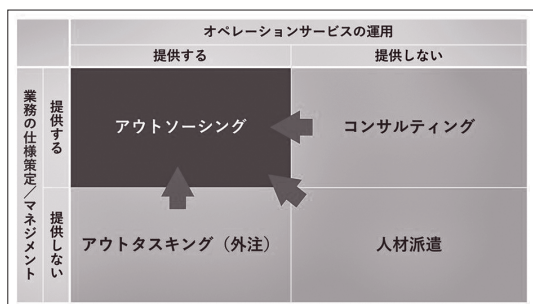 オペレーションサービスの運用
提供する
提供しない
業務の仕様策定／マネジメント
提供する
アウトソーシング
コンサルティング
提供しない
アウトタスキング（外注）
人材派遣